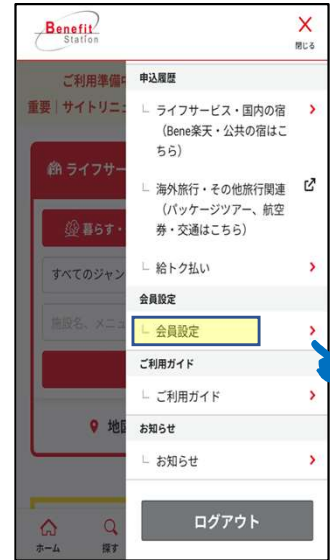 Benefit
Station
閉じる
ご利用準備
重要｜サイトリニュ
ライフサー
暮らす・
すべてのジャン
施設名、メニュ
地
ホーム
探す
申込履歴
ライフサービス・国内の宿
（Bene楽天・公共の宿はこ
ちら）
海外旅行・その他旅行関連
（パッケージツアー、航空
券・交通はこちら）
給トク払い
会員設定
会員設定
ご利用ガイド
ご利用ガイド
お知らせ
お知らせ
ログアウト